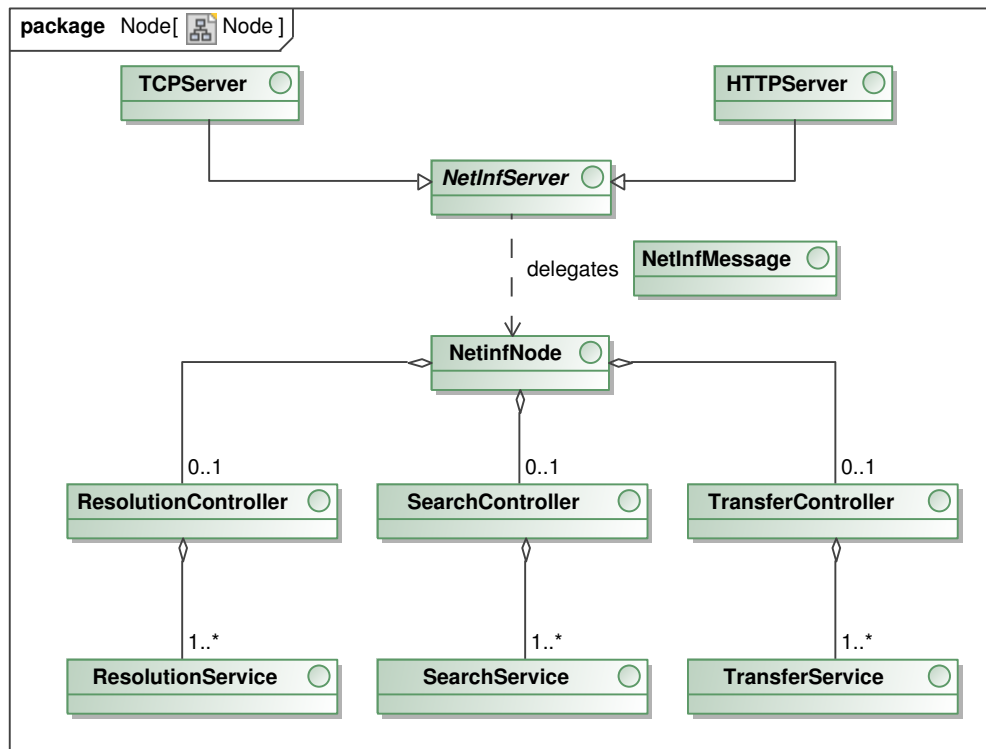 package Node[ Node ]
TCPServer
HTTPServer
NetInfServer
delegates
NetInfMessage
NetinfNode
0..1
0..1
0..1
ResolutionController
SearchController
TransferController
1..*
1..*
1..*
ResolutionService
SearchService
TransferService